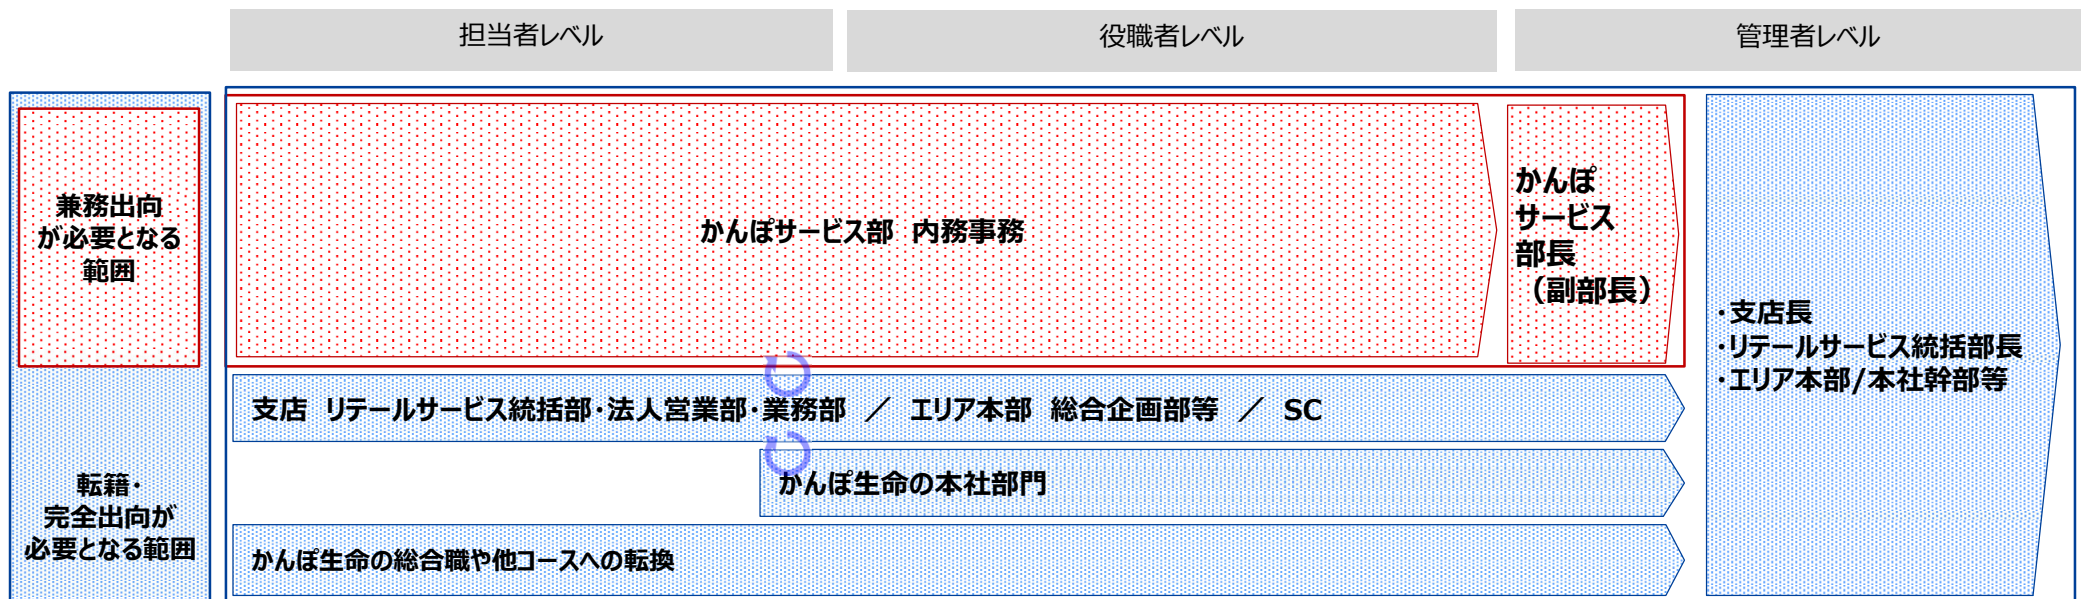 担当者レベル
役職者レベル
管理者レベル
兼務出向
が必要となる
範囲
かんぽサービス部 内務事務
かんぽ
サービス
部長
（副部長）
・支店長
・リテールサービス統括部長
・エリア本部/本社幹部等
支店 リテールサービス統括部・法人営業部・業務部 ／ エリア本部 総合企画部等 ／ SC
転籍・
完全出向が
必要となる範囲
かんぽ生命の本社部門
かんぽ生命の総合職や他コースへの転換